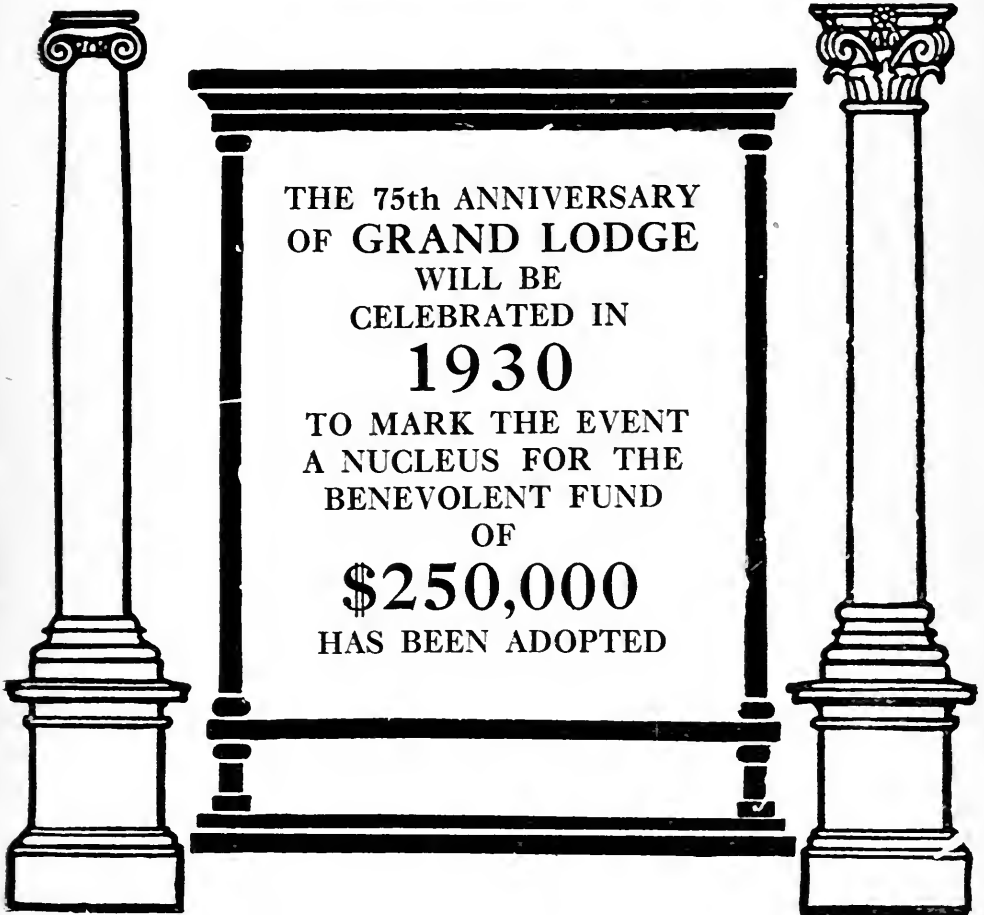 THE 75th ANNIVERSARY
OF GRAND LODGE
WILL BE
CELEBRATED IN
1930
TO MARK THE EVENT
A NUCLEUS FOR THE
BENEVOLENT FUND
OF
$250,000
HAS BEEN ADOPTED